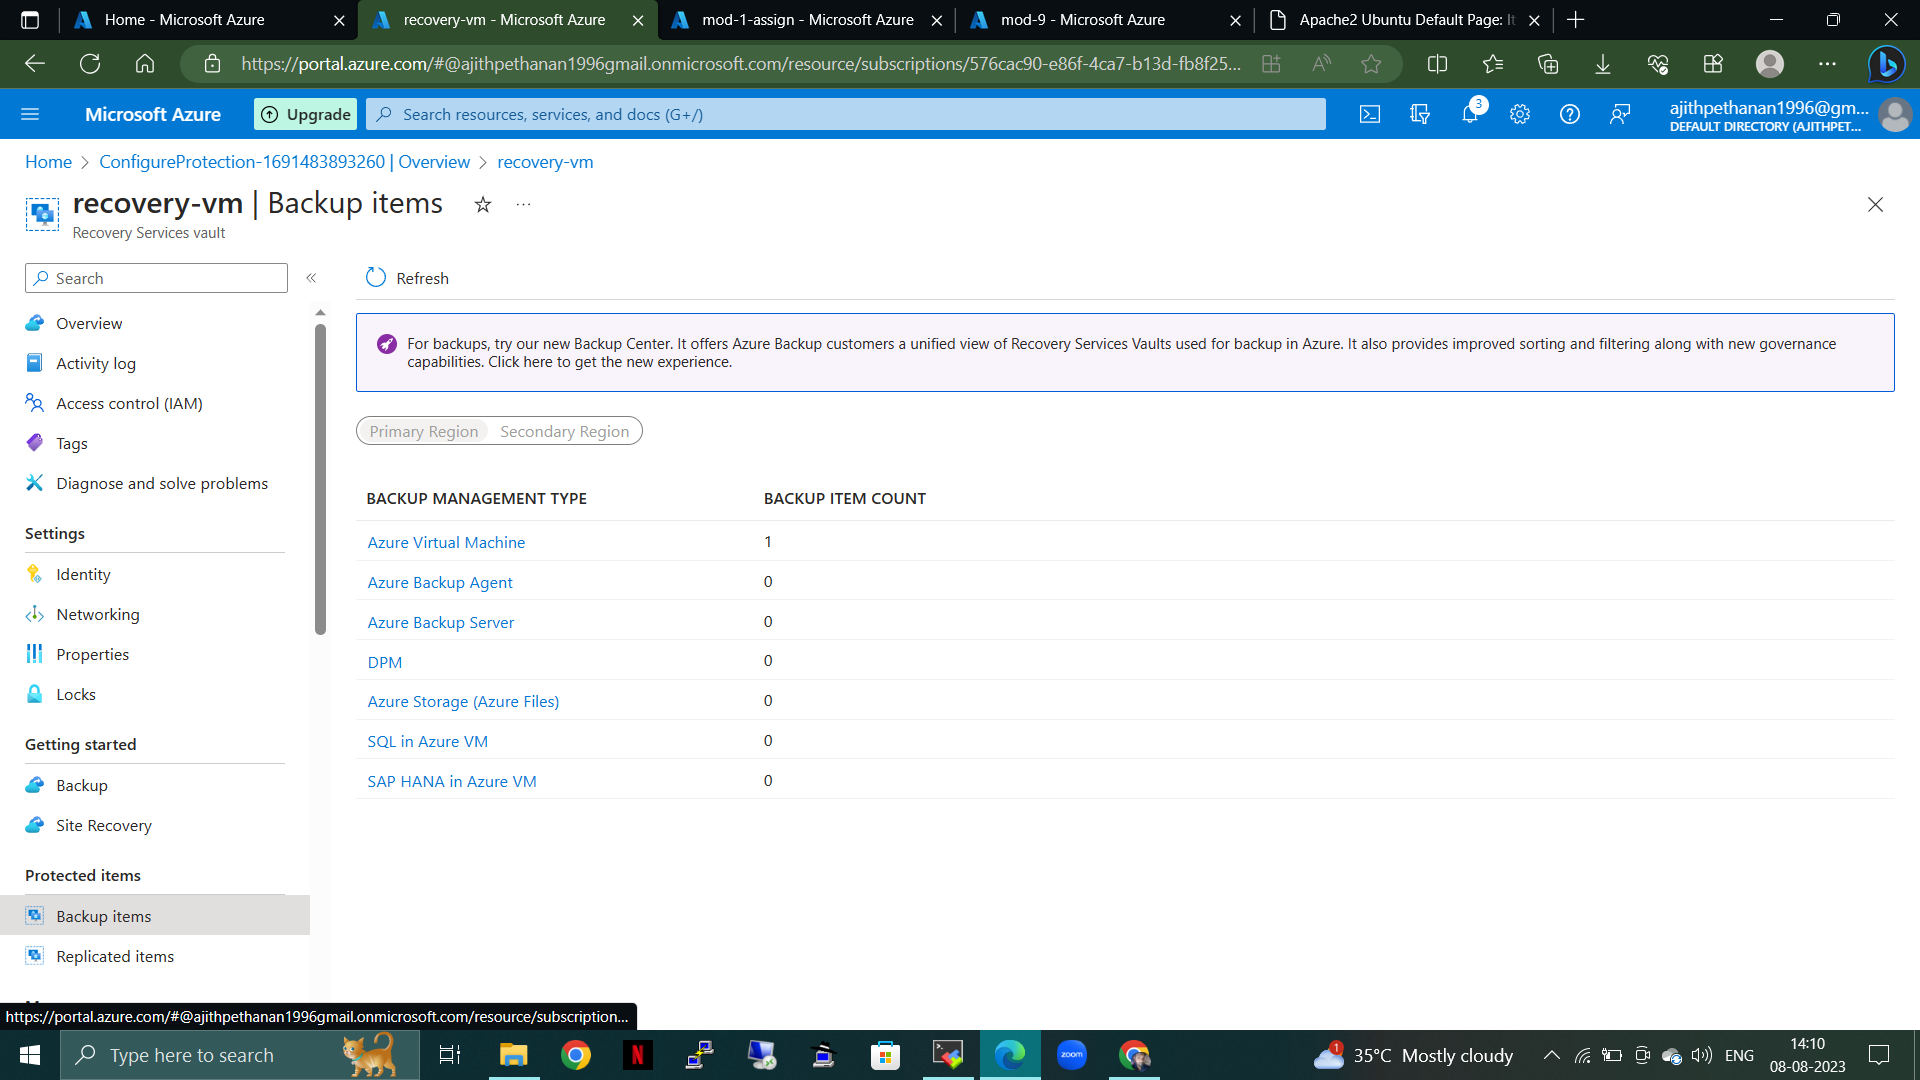 Home - Microsoft Azure
recovery-vm - Microsoft Azure
mod-1-assign - Microsoft Azure
mod-9 - Microsoft Azure
Apache2 Ubuntu Default Page: It
https://portal.azure.com/#@ajithpethanan1996gmail.onmicrosoft.com/resource/subscriptions/576cac90-e86f-4ca7-b13d-fb8f25...
Microsoft Azure
Upgrade
Search resources, services, and docs (G+/)
3
ajithpethanan1996@gm...
DEFAULT DIRECTORY (AJITHPET...
Home > ConfigureProtection-1691483893260 | Overview > recovery-vm
recovery-vm | Backup items
Recovery Services vault
Search
Refresh
Overview
Activity log
Access control (IAM)
Tags
Diagnose and solve problems
Settings
Identity
Networking
Properties
Locks
Getting started
Backup
Site Recovery
Protected items
Backup items
Replicated items
For backups, try our new Backup Center. It offers Azure Backup customers a unified view of Recovery Services Vaults used for backup in Azure. It also provides improved sorting and filtering along with new governance
capabilities. Click here to get the new experience.
Primary Region Secondary Region
BACKUP MANAGEMENT TYPE BACKUP ITEM COUNT
Azure Virtual Machine 1
Azure Backup Agent 0
Azure Backup Server 0
DPM 0
Azure Storage (Azure Files) 0
SQL in Azure VM 0
SAP HANA in Azure VM 0
https://portal.azure.com/#@ajithpethanan1996gmail.onmicrosoft.com/resource/subscription...
Type here to search
N
zoom
1
35°C Mostly cloudy
ENG
14:10
08-08-2023